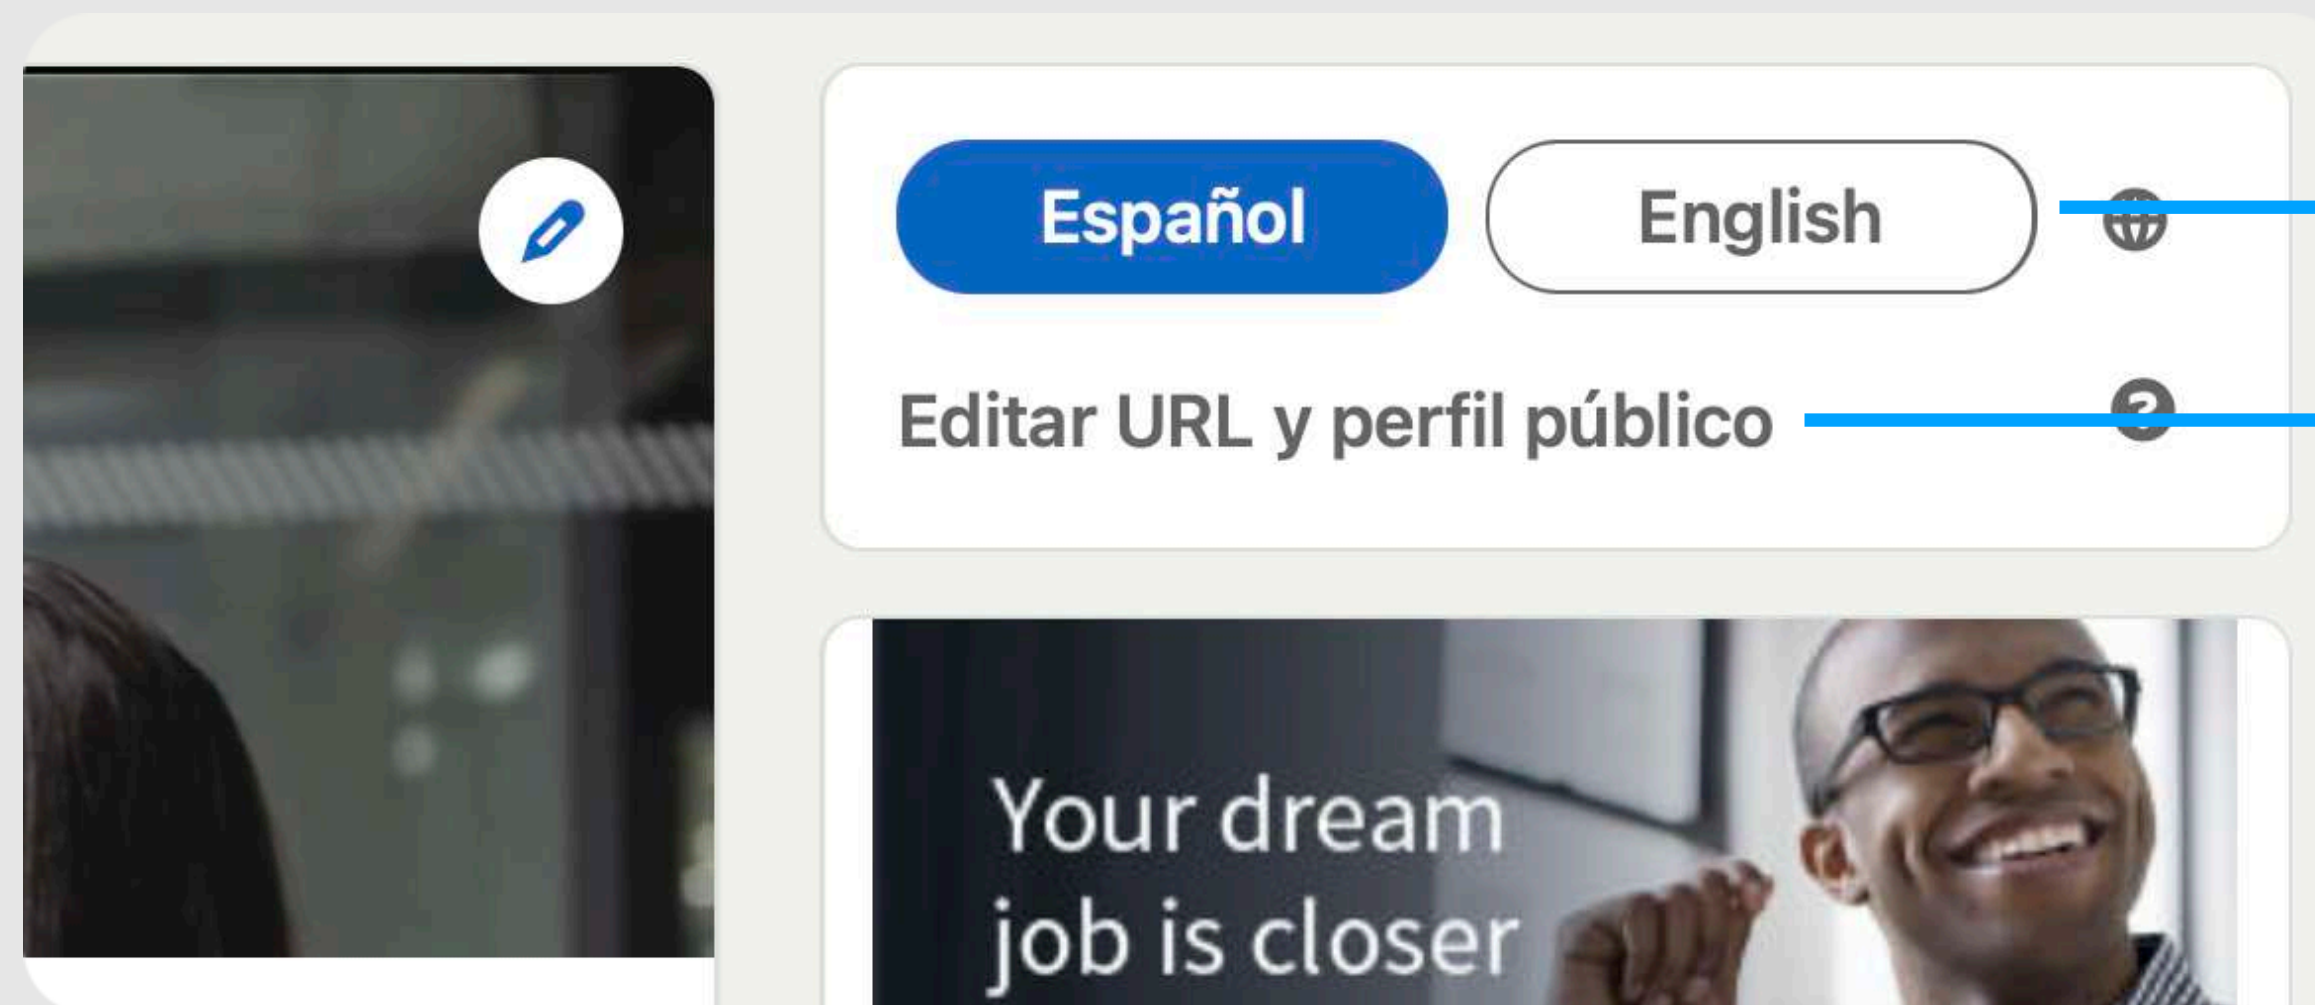 Español
English
Editar URL y perfil público
Your dream
job is closer